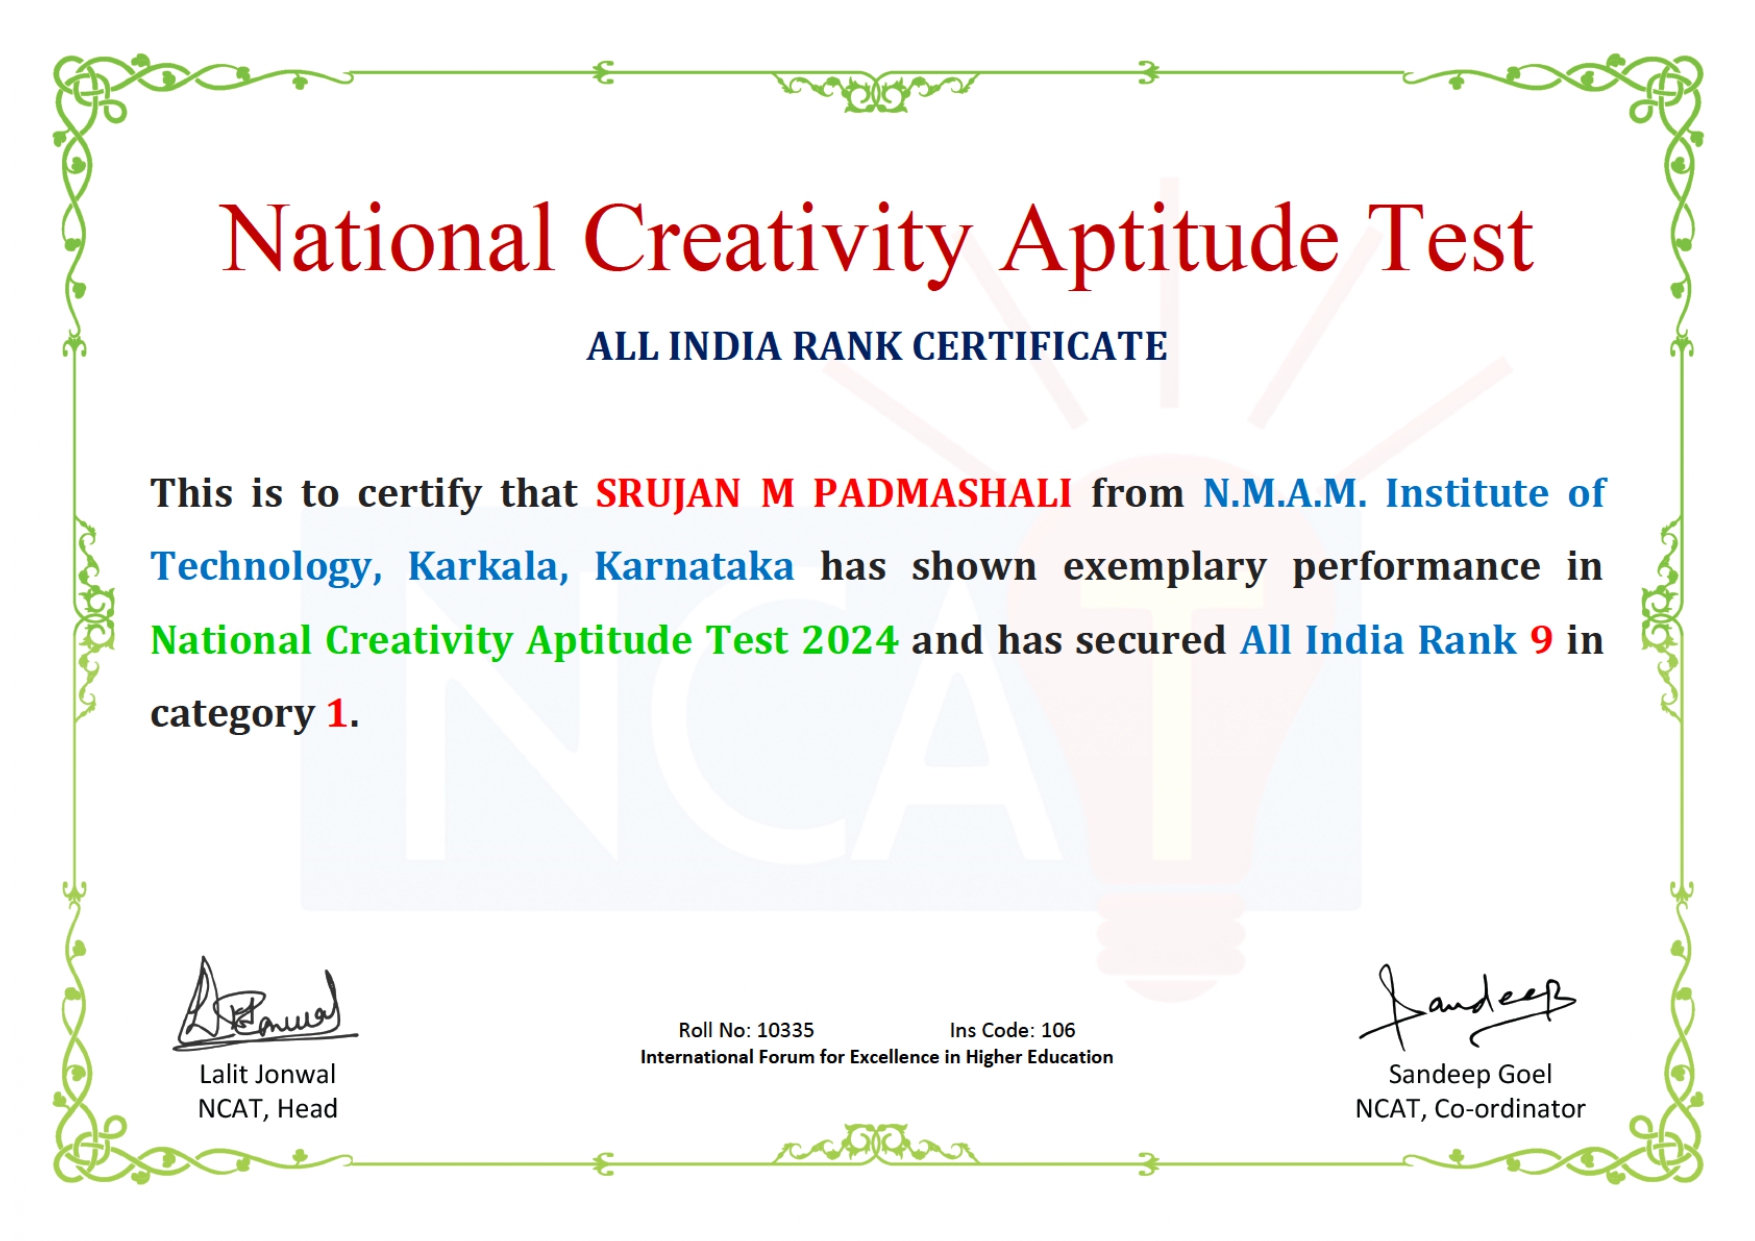 National Creativity Aptitude Test
ALL INDIA RANK CERTIFICATE
This is to certify that SRUJAN M PADMASHALI from N.M.A.M. Institute of
Technology, Karkala, Karnataka has shown exemplary performance in
National Creativity Aptitude Test 2024 and has secured All India Rank 9 in
category 1.
NCAT
Sandeep
Roll No: 10335 Ins Code: 106
International Forum for Excellence in Higher Education
Lalit Jonwal
NCAT, Head
Sandeep Goel
NCAT, Co-ordinator